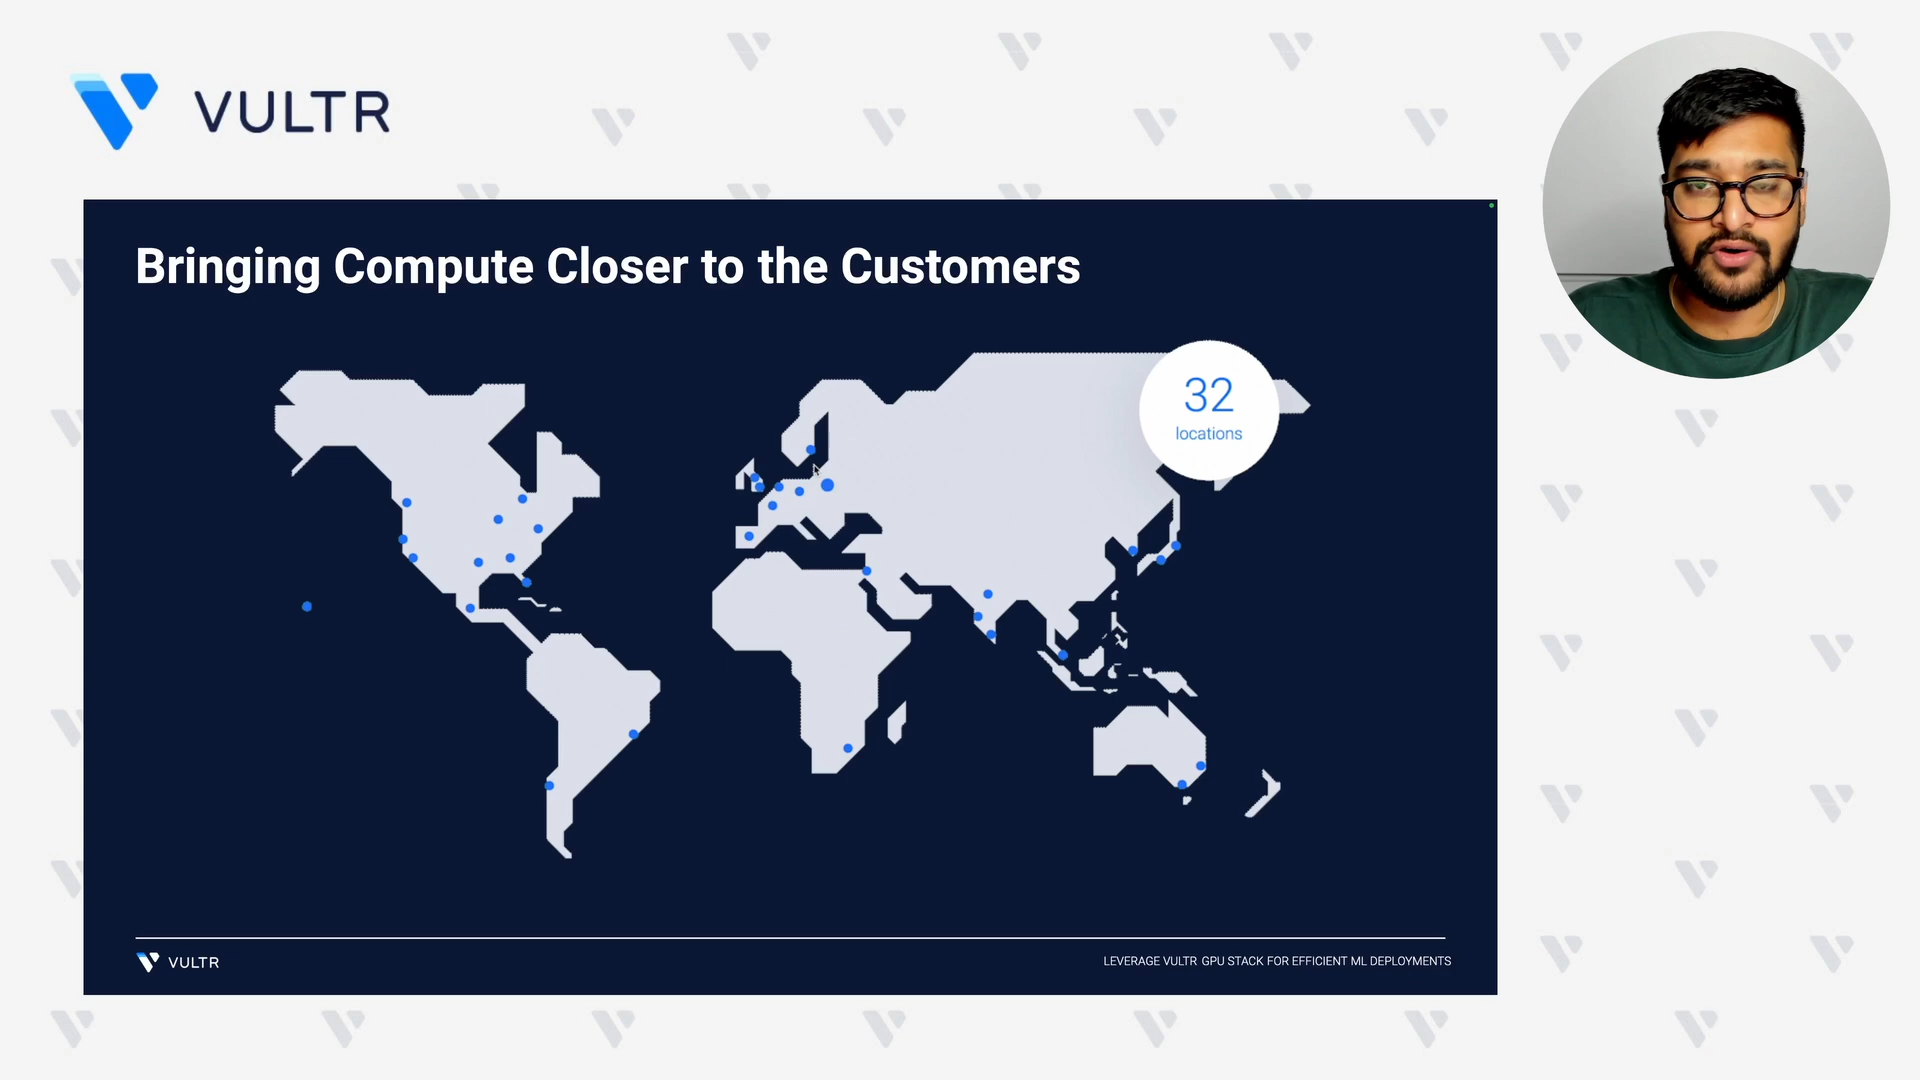 VULTR
Bringing Compute Closer to the Customers
32
locations
VULTR
LEVERAGE VULTR GPU STACK FOR EFFICIENT ML DEPLOYMENTS